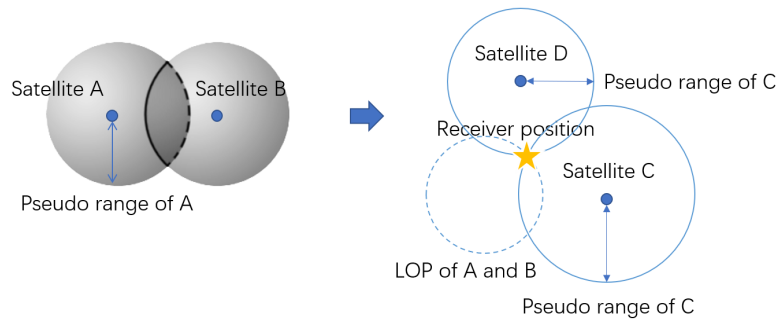 Satellite A
Satellite B
Pseudo range of A
Satellite D
Pseudo range of C
Receiver position
Satellite C
LOP of A and B
Pseudo range of C